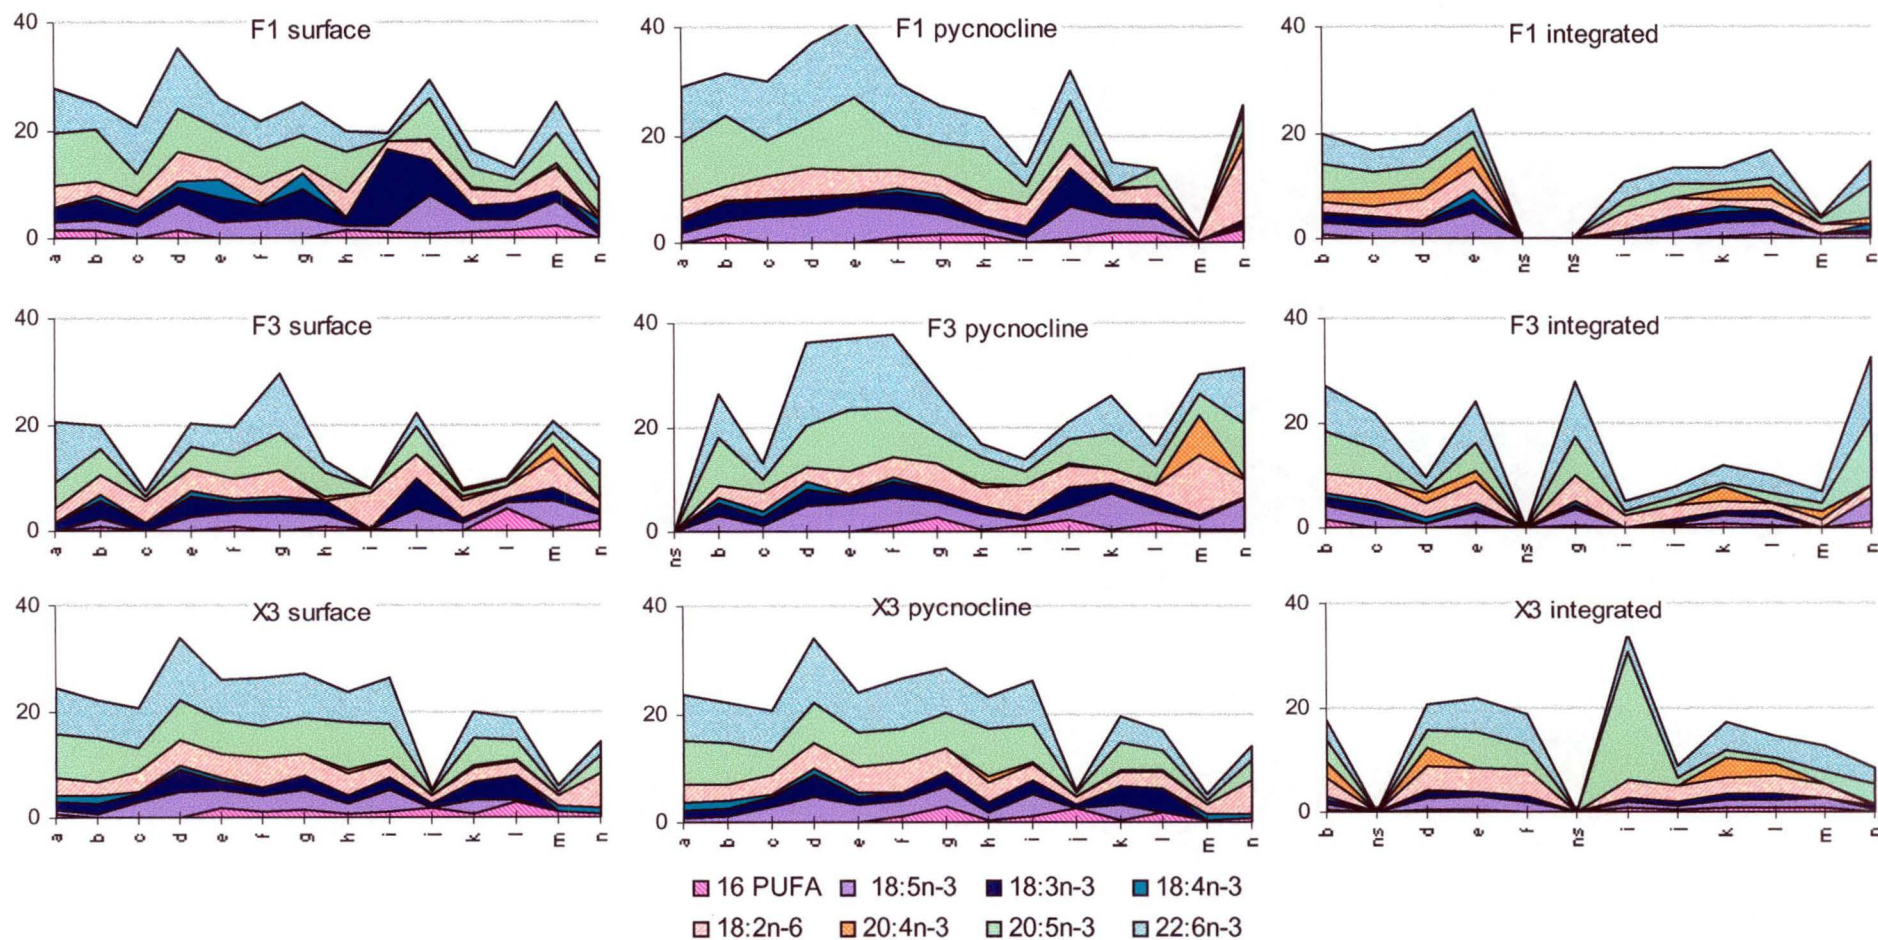 40
20
0
F1 surface
a b c d e f g h i j k l m n
40
20
0
F1 pycnocline
a b c d e f g h i j k l m n
40
20
0
F1 integrated
b c d e ns ns i j k l m n
40
20
0
F3 surface
a b c e f g h i j k l m n
40
20
0
F3 pycnocline
ns b c d e f g h i j k l m n
40
20
0
F3 integrated
b c d e ns g i j k l m n
40
20
0
X3 surface
a b c d e f g h i j k l m n
40
20
0
X3 pycnocline
a b c d e f g h i j k l m n
40
20
0
X3 integrated
b ns d e f ns i j k l m n
16 PUFA 18:5n-3 18:3n-3 18:4n-3
18:2n-6 20:4n-3 20:5n-3 22:6n-3